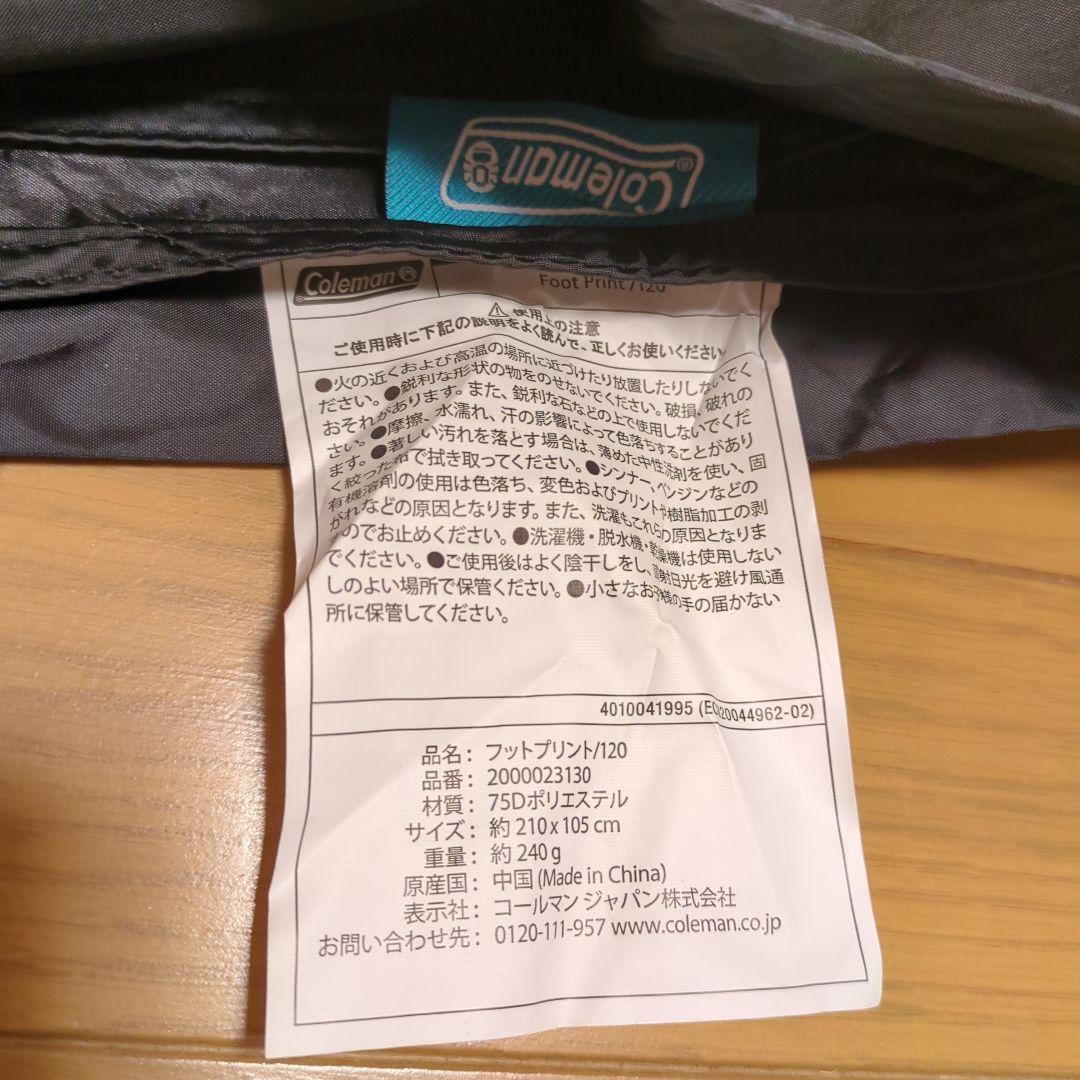 Coleman®
Coleman®
Foot Print /120
使用上の注意
ご使用時に下記の説明をよく読んで、正しくお使いください
●火の近くおよび高温の場所に近づけたり放置したりしないでく
ださい。●鋭利な形状の物をのせないでください。破損、破れの
おそれがあります。また、鋭利な石などの上で使用しないでくだ
さい。●摩擦、水濡れ、汗の影響によって色落ちすることがあり
ます。●著しい汚れを落とす場合は、薄めた中性洗剤を使い、固
く絞った布で拭き取ってください。●シンナー、ベンジンなどの
有機溶剤の使用は色落ち、変色およびプリントや樹脂加工の剥
がれなどの原因となります。また、洗濯もこれらの原因となりま
すのでお止めください。●洗濯機・脱水機・乾燥機は使用しない
でください。●ご使用後はよく陰干しをし、直射日光を避け風通
しのよい場所で保管ください。●小さなお子様の手の届かない
所に保管してください。
4010041995 (ECN20044962-02)
品名： フットプリント/120
品番： 2000023130
材質： 75Dポリエステル
サイズ： 約 210 x 105 cm
重量： 約 240 g
原産国： 中国 (Made in China)
表示社： コールマン ジャパン株式会社
お問い合わせ先： 0120-111-957 www.coleman.co.jp